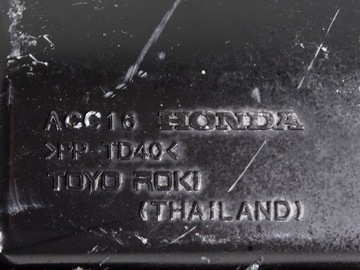 ACC16 HONDA
>PP-TD40<
TOYO ROKI
(THAILAND)